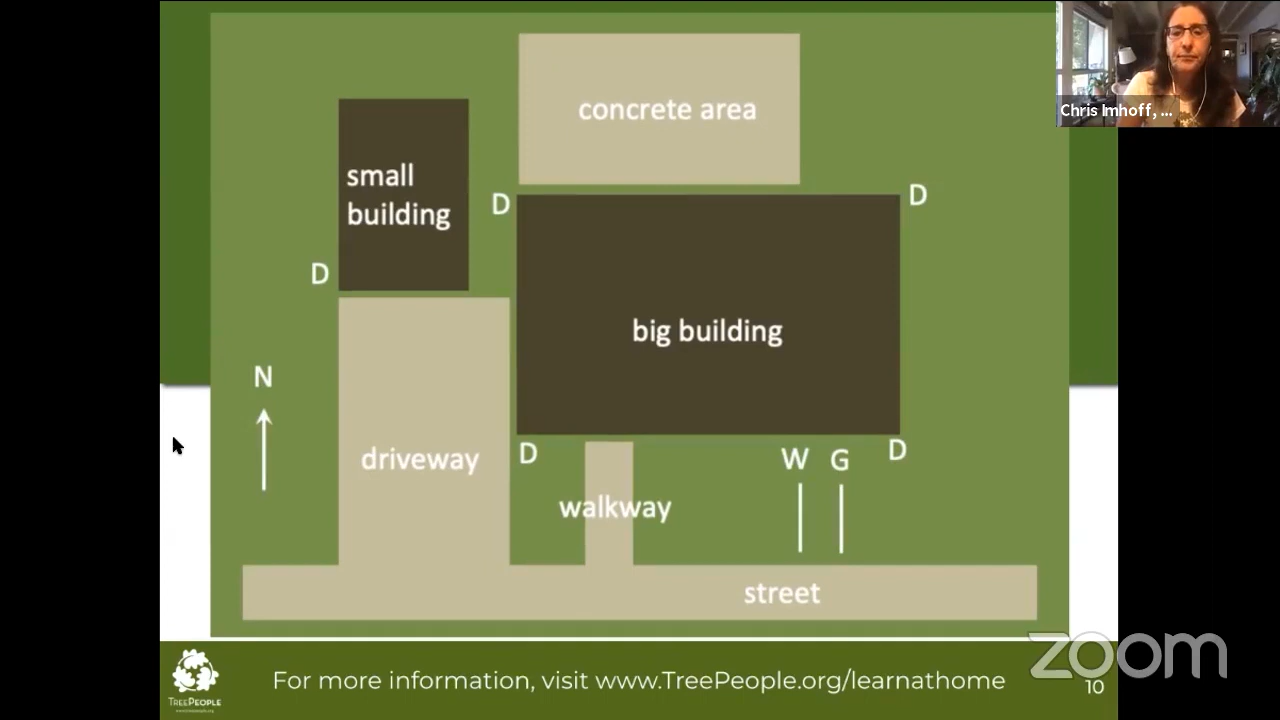 Chris Imhoff, ...
concrete area
small
building
D
D
D
big building
N
D
W G
D
driveway
walkway
street
TREEPEOPLE
For more information, visit www.TreePeople.org/learnathome
zoom
10